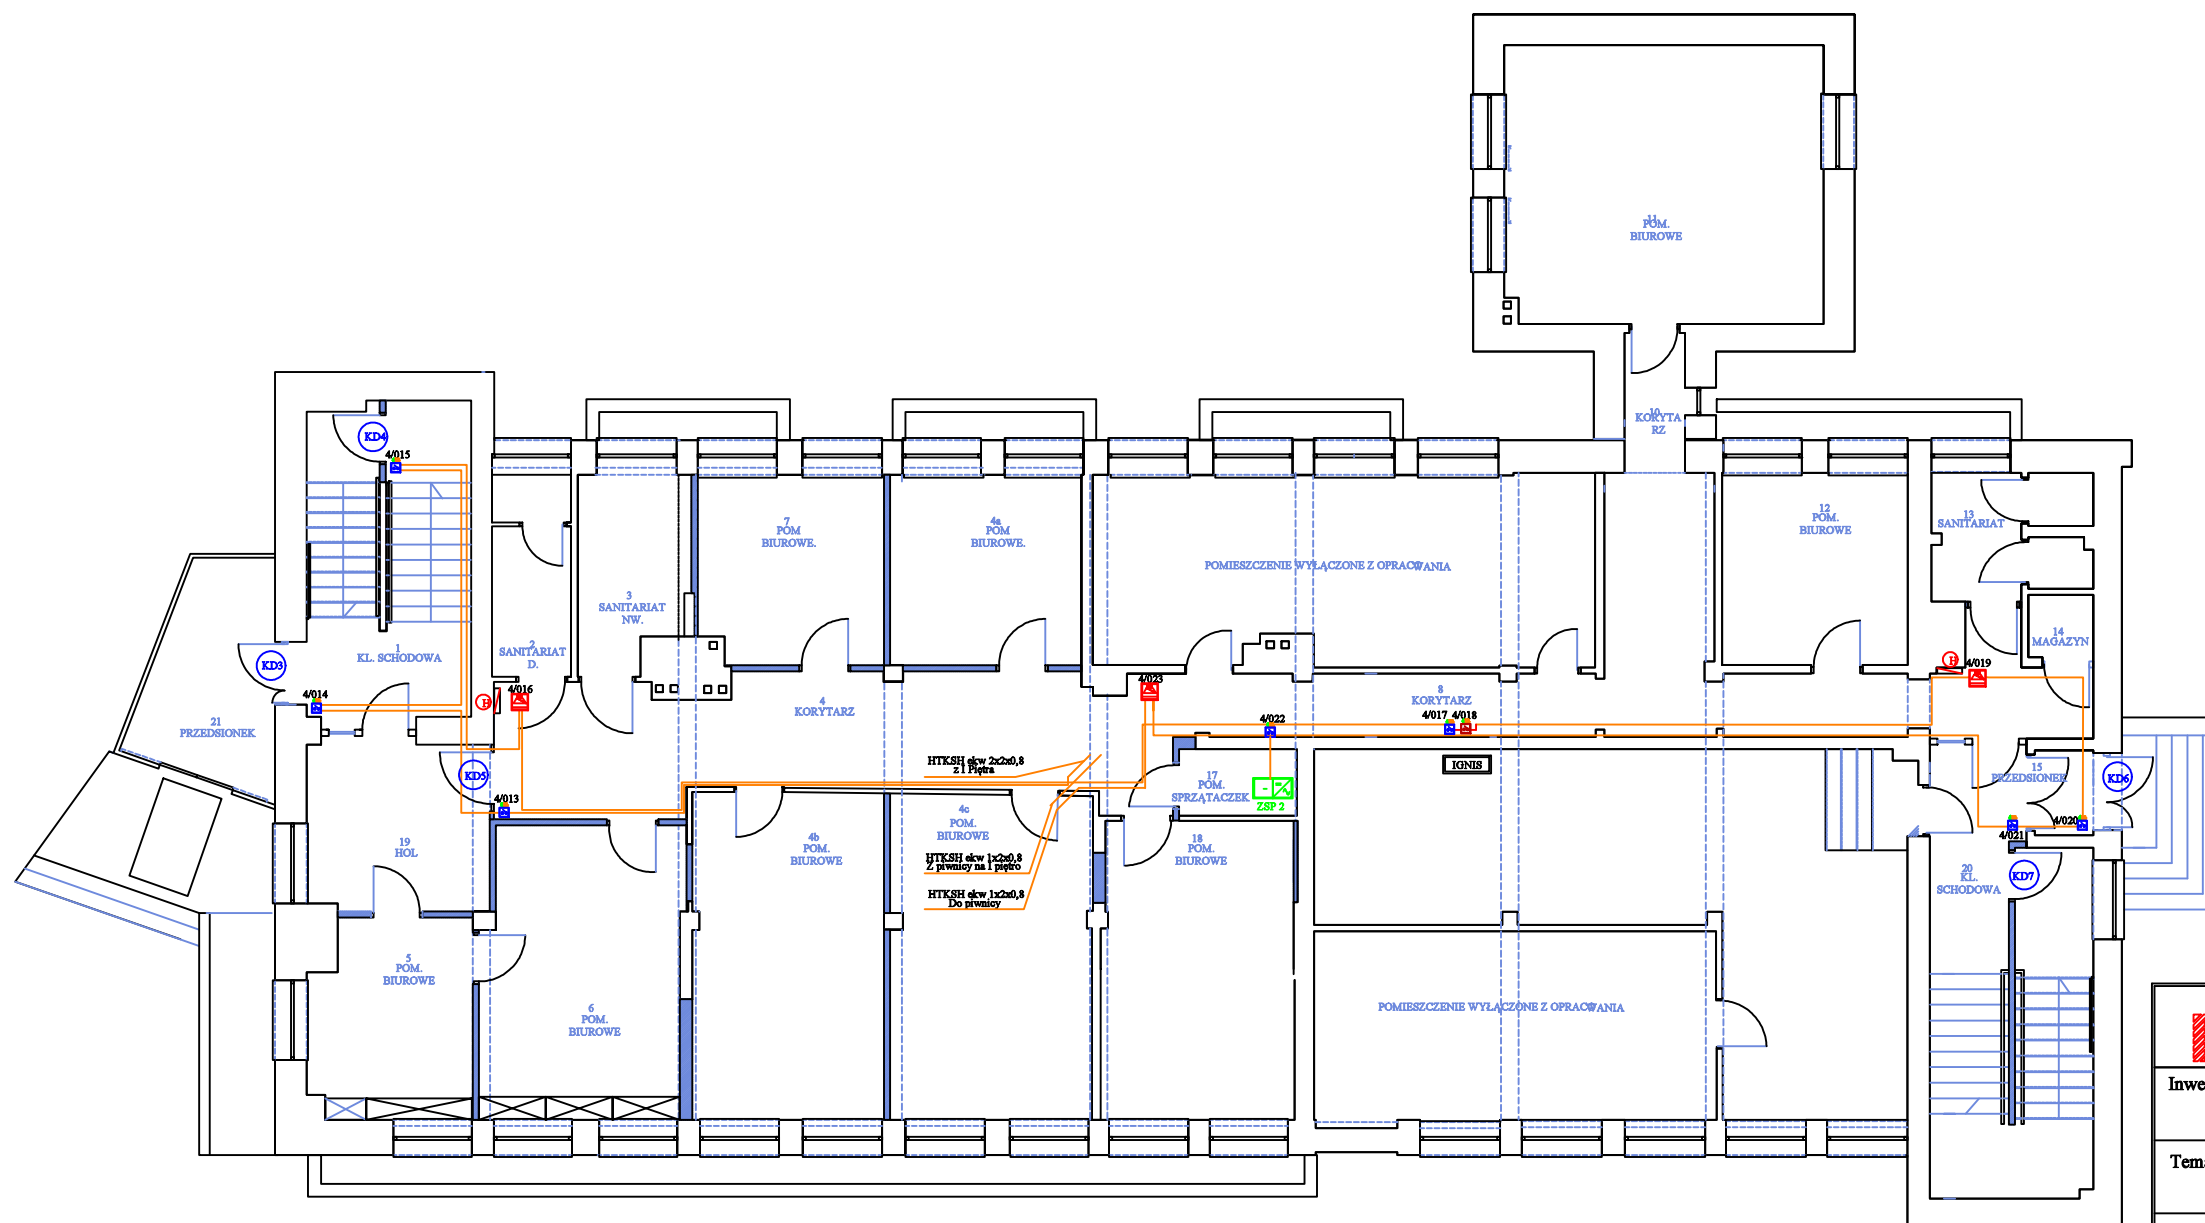 11
POM.
BIUROWE
10
KORYTA
RZ
KD4
4/015
7
POM
BIUROWE.
4a
POM
BIUROWE.
POMIESZCZENIE WYŁĄCZONE Z OPRACWANIA
12
POM.
BIUROWE
13
SANITARIAT
3
SANITARIAT
NW.
2
SANITARIAT
D.
1
KL. SCHODOWA
14
MAGAZYN
KD3
4/014
H
4/016
4/023
H
4/019
4
KORYTARZ
8
KORYTARZ
21
PRZEDSIONEK
4/022
4/017
4/018
HTKSH ekw 2x2x0,8
z I Piętra
IGNIS
KD5
17
POM.
SPRZĄTACZEK
ZSP 2
15
PRZEDSIONEK
KD6
4/013
4c
POM.
BIUROWE
4b
POM.
BIUROWE
18
POM.
BIUROWE
4/021
4/020
19
HOL
HTKSH ekw 1x2x0,8
Z piwnicy na I piętro
HTKSH ekw 1x2x0,8
Do piwnicy
20
KL.
SCHODOWA
KD7
5
POM.
BIUROWE
6
POM.
BIUROWE
POMIESZCZENIE WYŁĄCZONE Z OPRACWANIA
Inwe
Tem